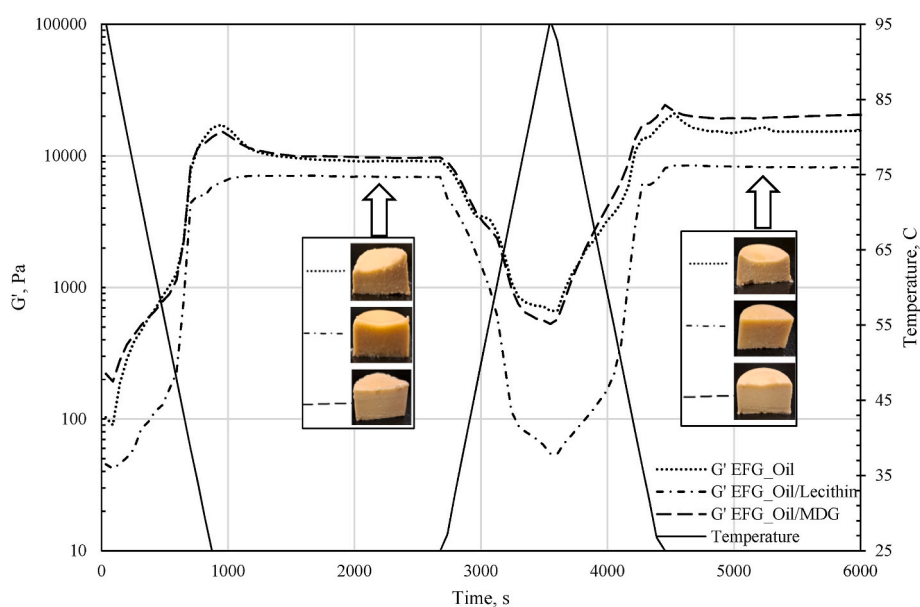 100000
10000
1000
100
10
G', Pa
95
85
75
65
55
45
35
25
Temperature, C
G' EFG_Oil
G' EFG_Oil/Lecithin
G' EFG_Oil/MDG
Temperature
0
1000
2000
3000
4000
5000
6000
Time, s